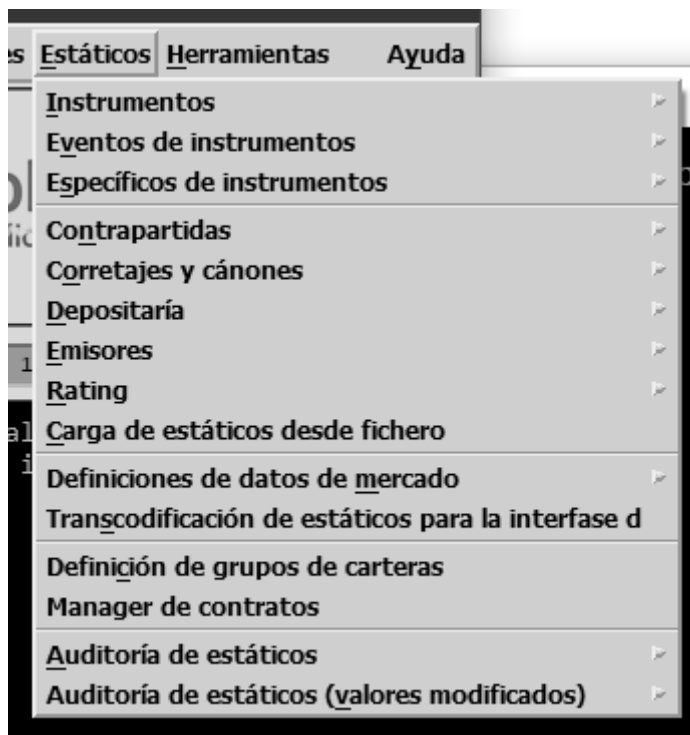 Estáticos Herramientas Ayuda
Instrumentos
Eventos de instrumentos
Específicos de instrumentos
Contrapartidas
Corretajes y cánones
Depositaría
Emisores
Rating
Carga de estáticos desde fichero
Definiciones de datos de mercado
Transcodificación de estáticos para la interfase d
Definición de grupos de carteras
Manager de contratos
Auditoría de estáticos
Auditoría de estáticos (valores modificados)